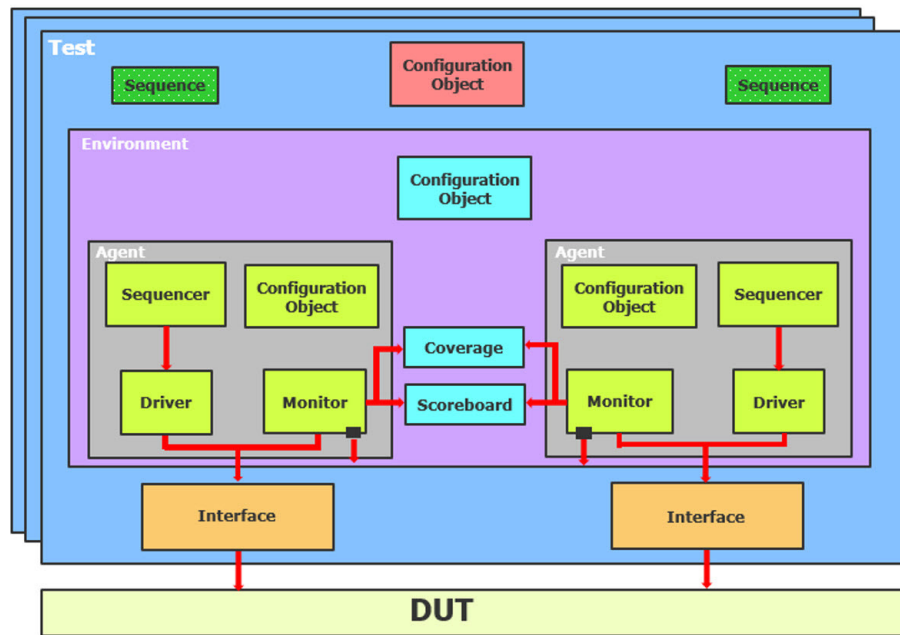 Test
Configuration
Object
Sequence
Sequence
Environment
Configuration
Object
Agent
Agent
Sequencer
Configuration
Object
Configuration
Object
Sequencer
Coverage
Driver
Monitor
Scoreboard
Monitor
Driver
Interface
Interface
DUT